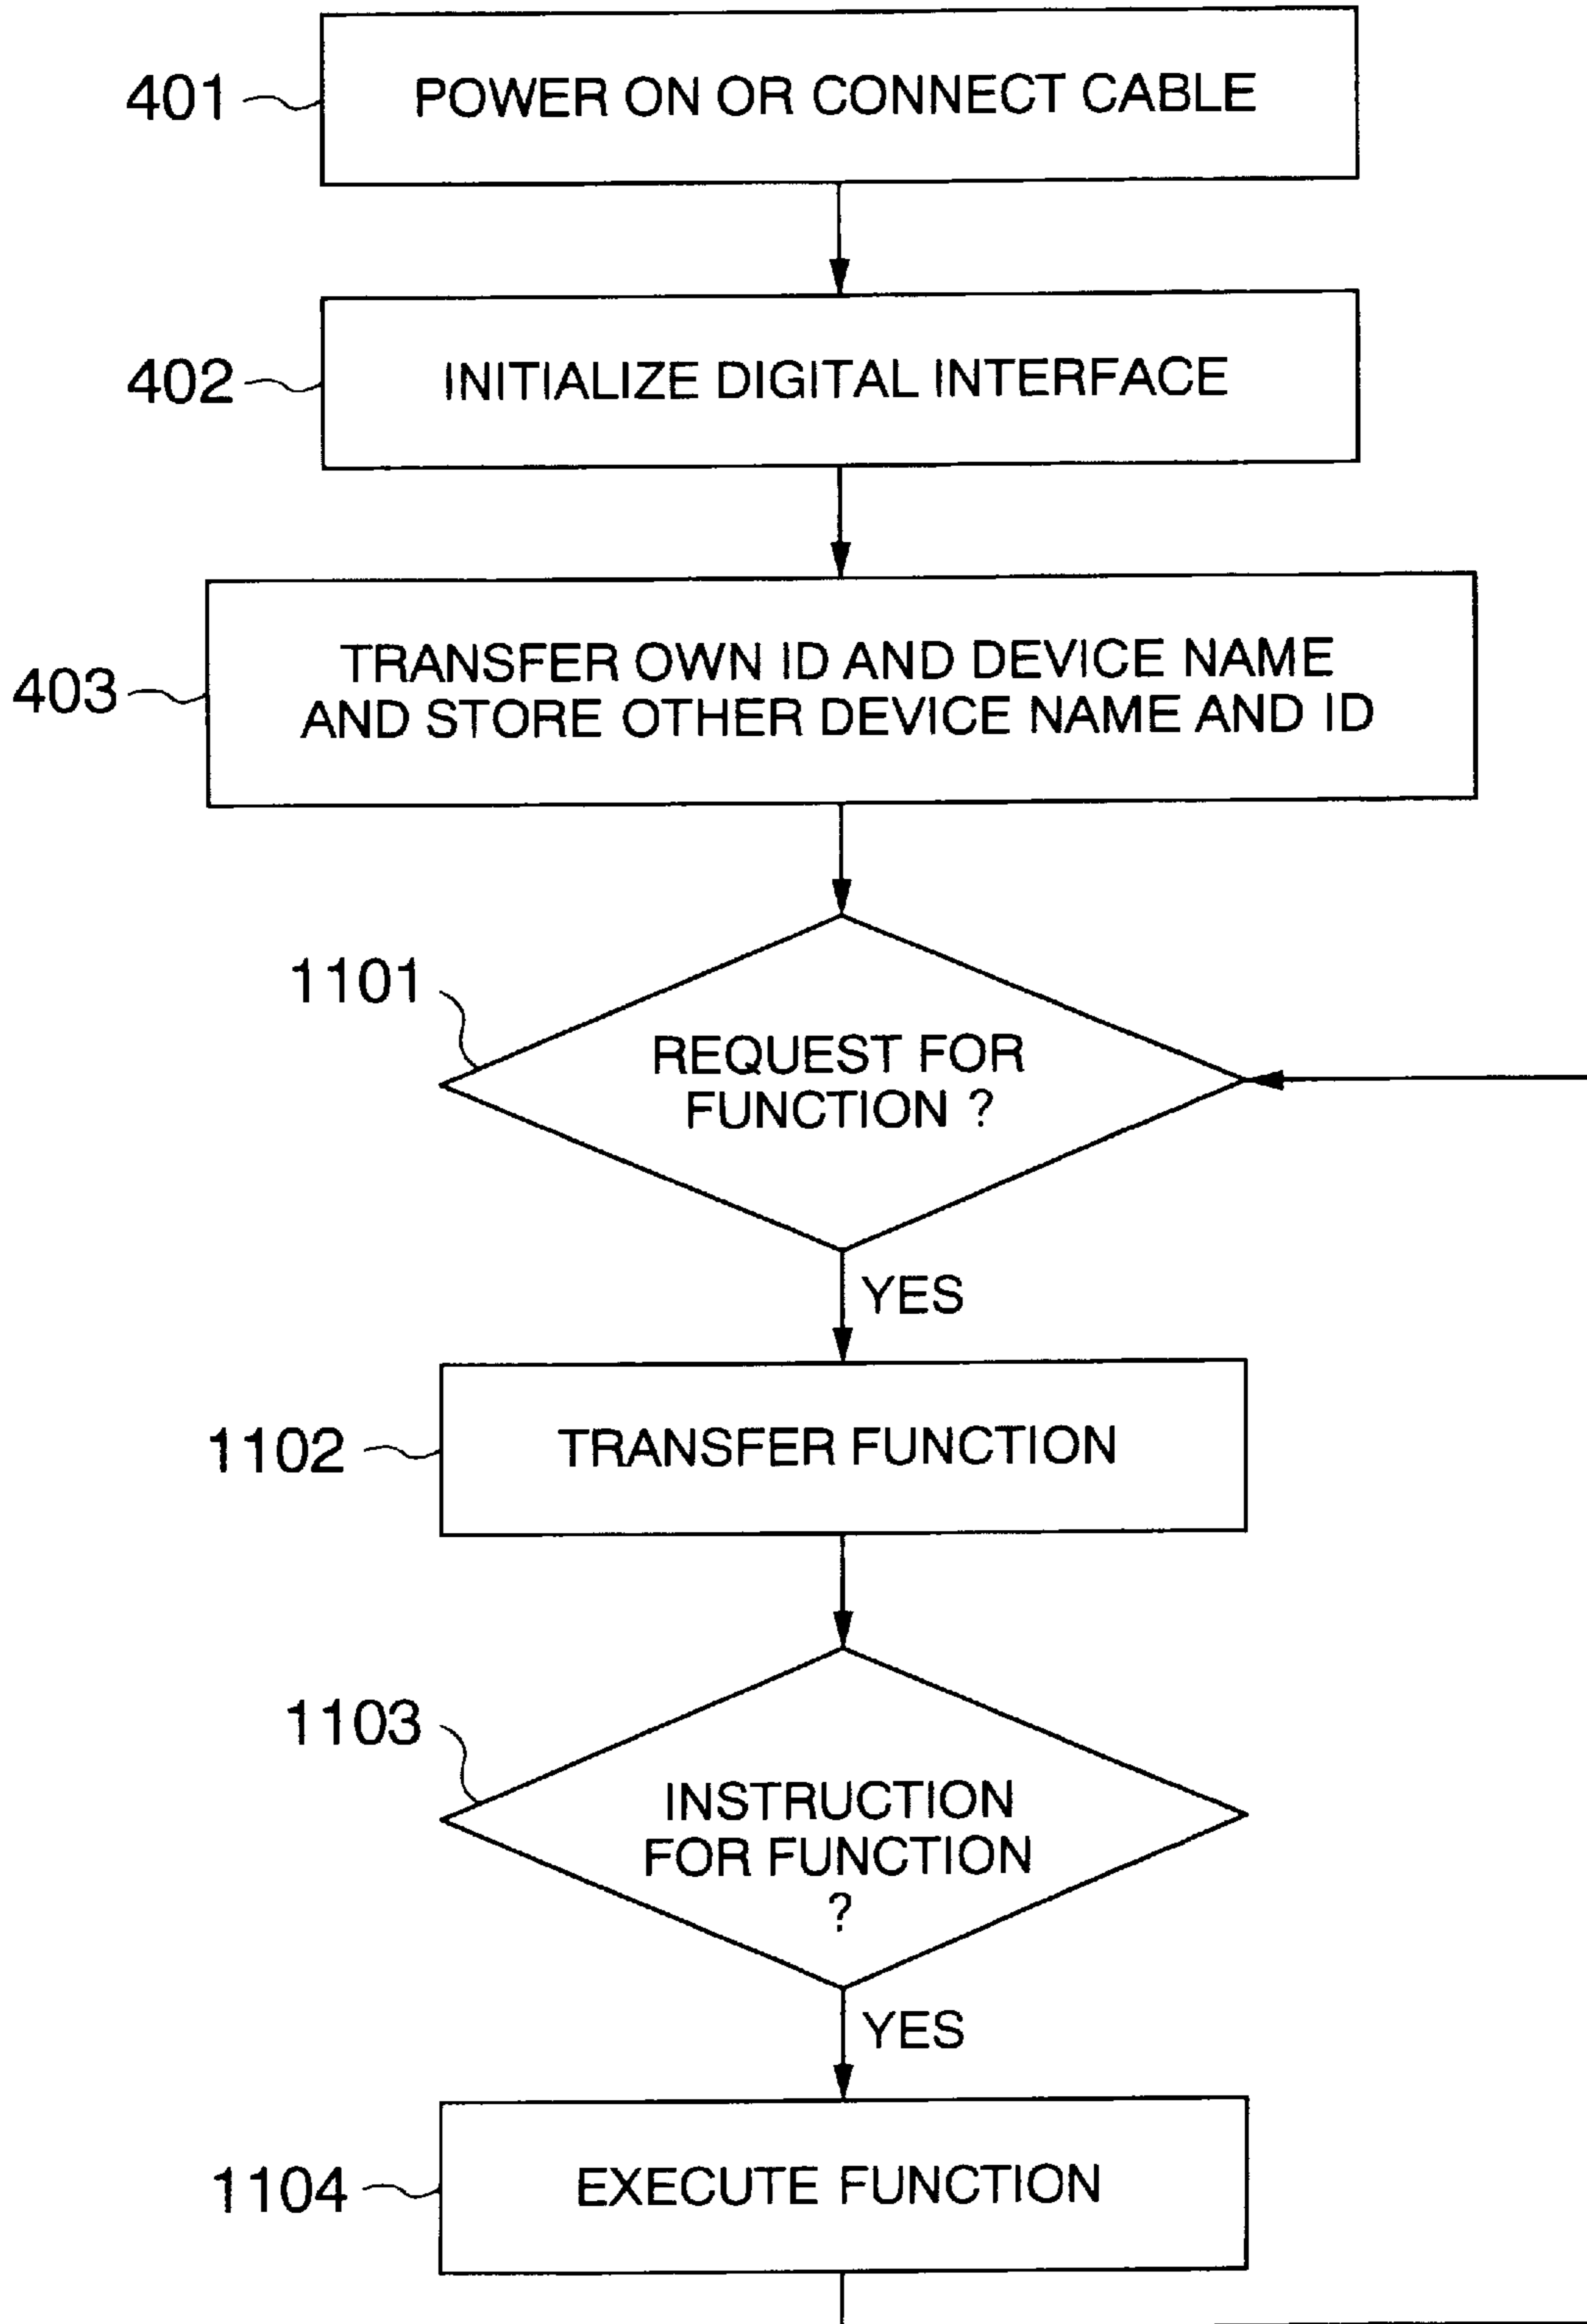 401
POWER ON OR CONNECT CABLE
402
INITIALIZE DIGITAL INTERFACE
403
TRANSFER OWN ID AND DEVICE NAME
AND STORE OTHER DEVICE NAME AND ID
1101
REQUEST FOR
FUNCTION ?
YES
1102
TRANSFER FUNCTION
1103
INSTRUCTION
FOR FUNCTION
?
YES
1104
EXECUTE FUNCTION